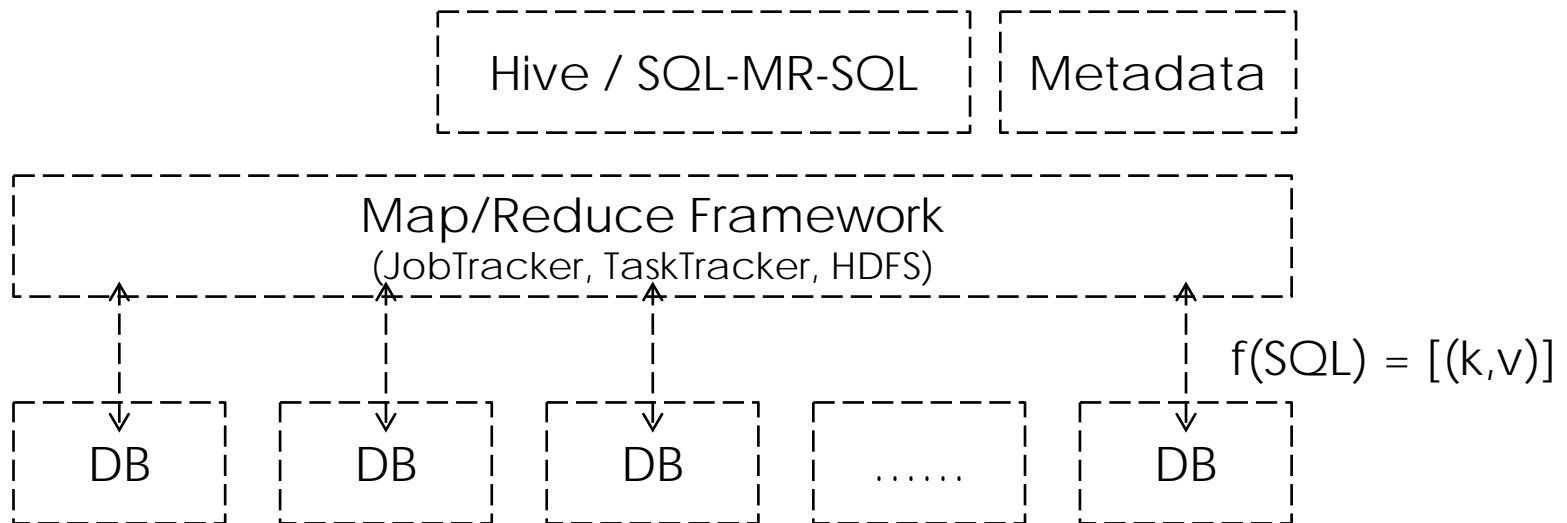 Hive / SQL-MR-SQL
Metadata
Map/Reduce Framework
(JobTracker, TaskTracker, HDFS)
f(SQL) = [(k,v)]
DB
DB
DB
......
DB